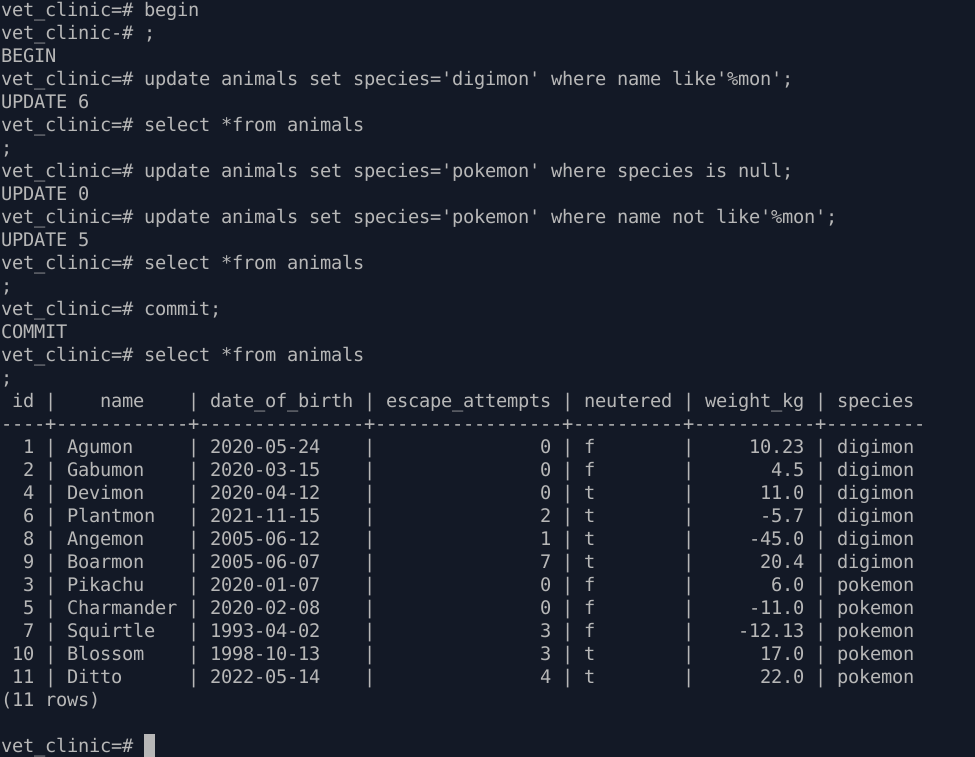 vet_clinic=# begin
vet_clinic-# ;
BEGIN
vet_clinic=# update animals set species='digimon' where name like'%mon';
UPDATE 6
vet_clinic=# select *from animals
;
vet_clinic=# update animals set species='pokemon' where species is null;
UPDATE 0
vet_clinic=# update animals set species='pokemon' where name not like'%mon';
UPDATE 5
vet_clinic=# select *from animals
;
vet_clinic=# commit;
COMMIT
vet_clinic=# select *from animals
;
 id |    name    | date_of_birth | escape_attempts | neutered | weight_kg | species
----+------------+---------------+-----------------+----------+-----------+---------
  1 | Agumon     | 2020-05-24    |               0 | f        |     10.23 | digimon
  2 | Gabumon    | 2020-03-15    |               0 | f        |       4.5 | digimon
  4 | Devimon    | 2020-04-12    |               0 | t        |      11.0 | digimon
  6 | Plantmon   | 2021-11-15    |               2 | t        |      -5.7 | digimon
  8 | Angemon    | 2005-06-12    |               1 | t        |     -45.0 | digimon
  9 | Boarmon    | 2005-06-07    |               7 | t        |      20.4 | digimon
  3 | Pikachu    | 2020-01-07    |               0 | f        |       6.0 | pokemon
  5 | Charmander | 2020-02-08    |               0 | f        |     -11.0 | pokemon
  7 | Squirtle   | 1993-04-02    |               3 | f        |    -12.13 | pokemon
 10 | Blossom    | 1998-10-13    |               3 | t        |      17.0 | pokemon
 11 | Ditto      | 2022-05-14    |               4 | t        |      22.0 | pokemon
(11 rows)
vet_clinic=#